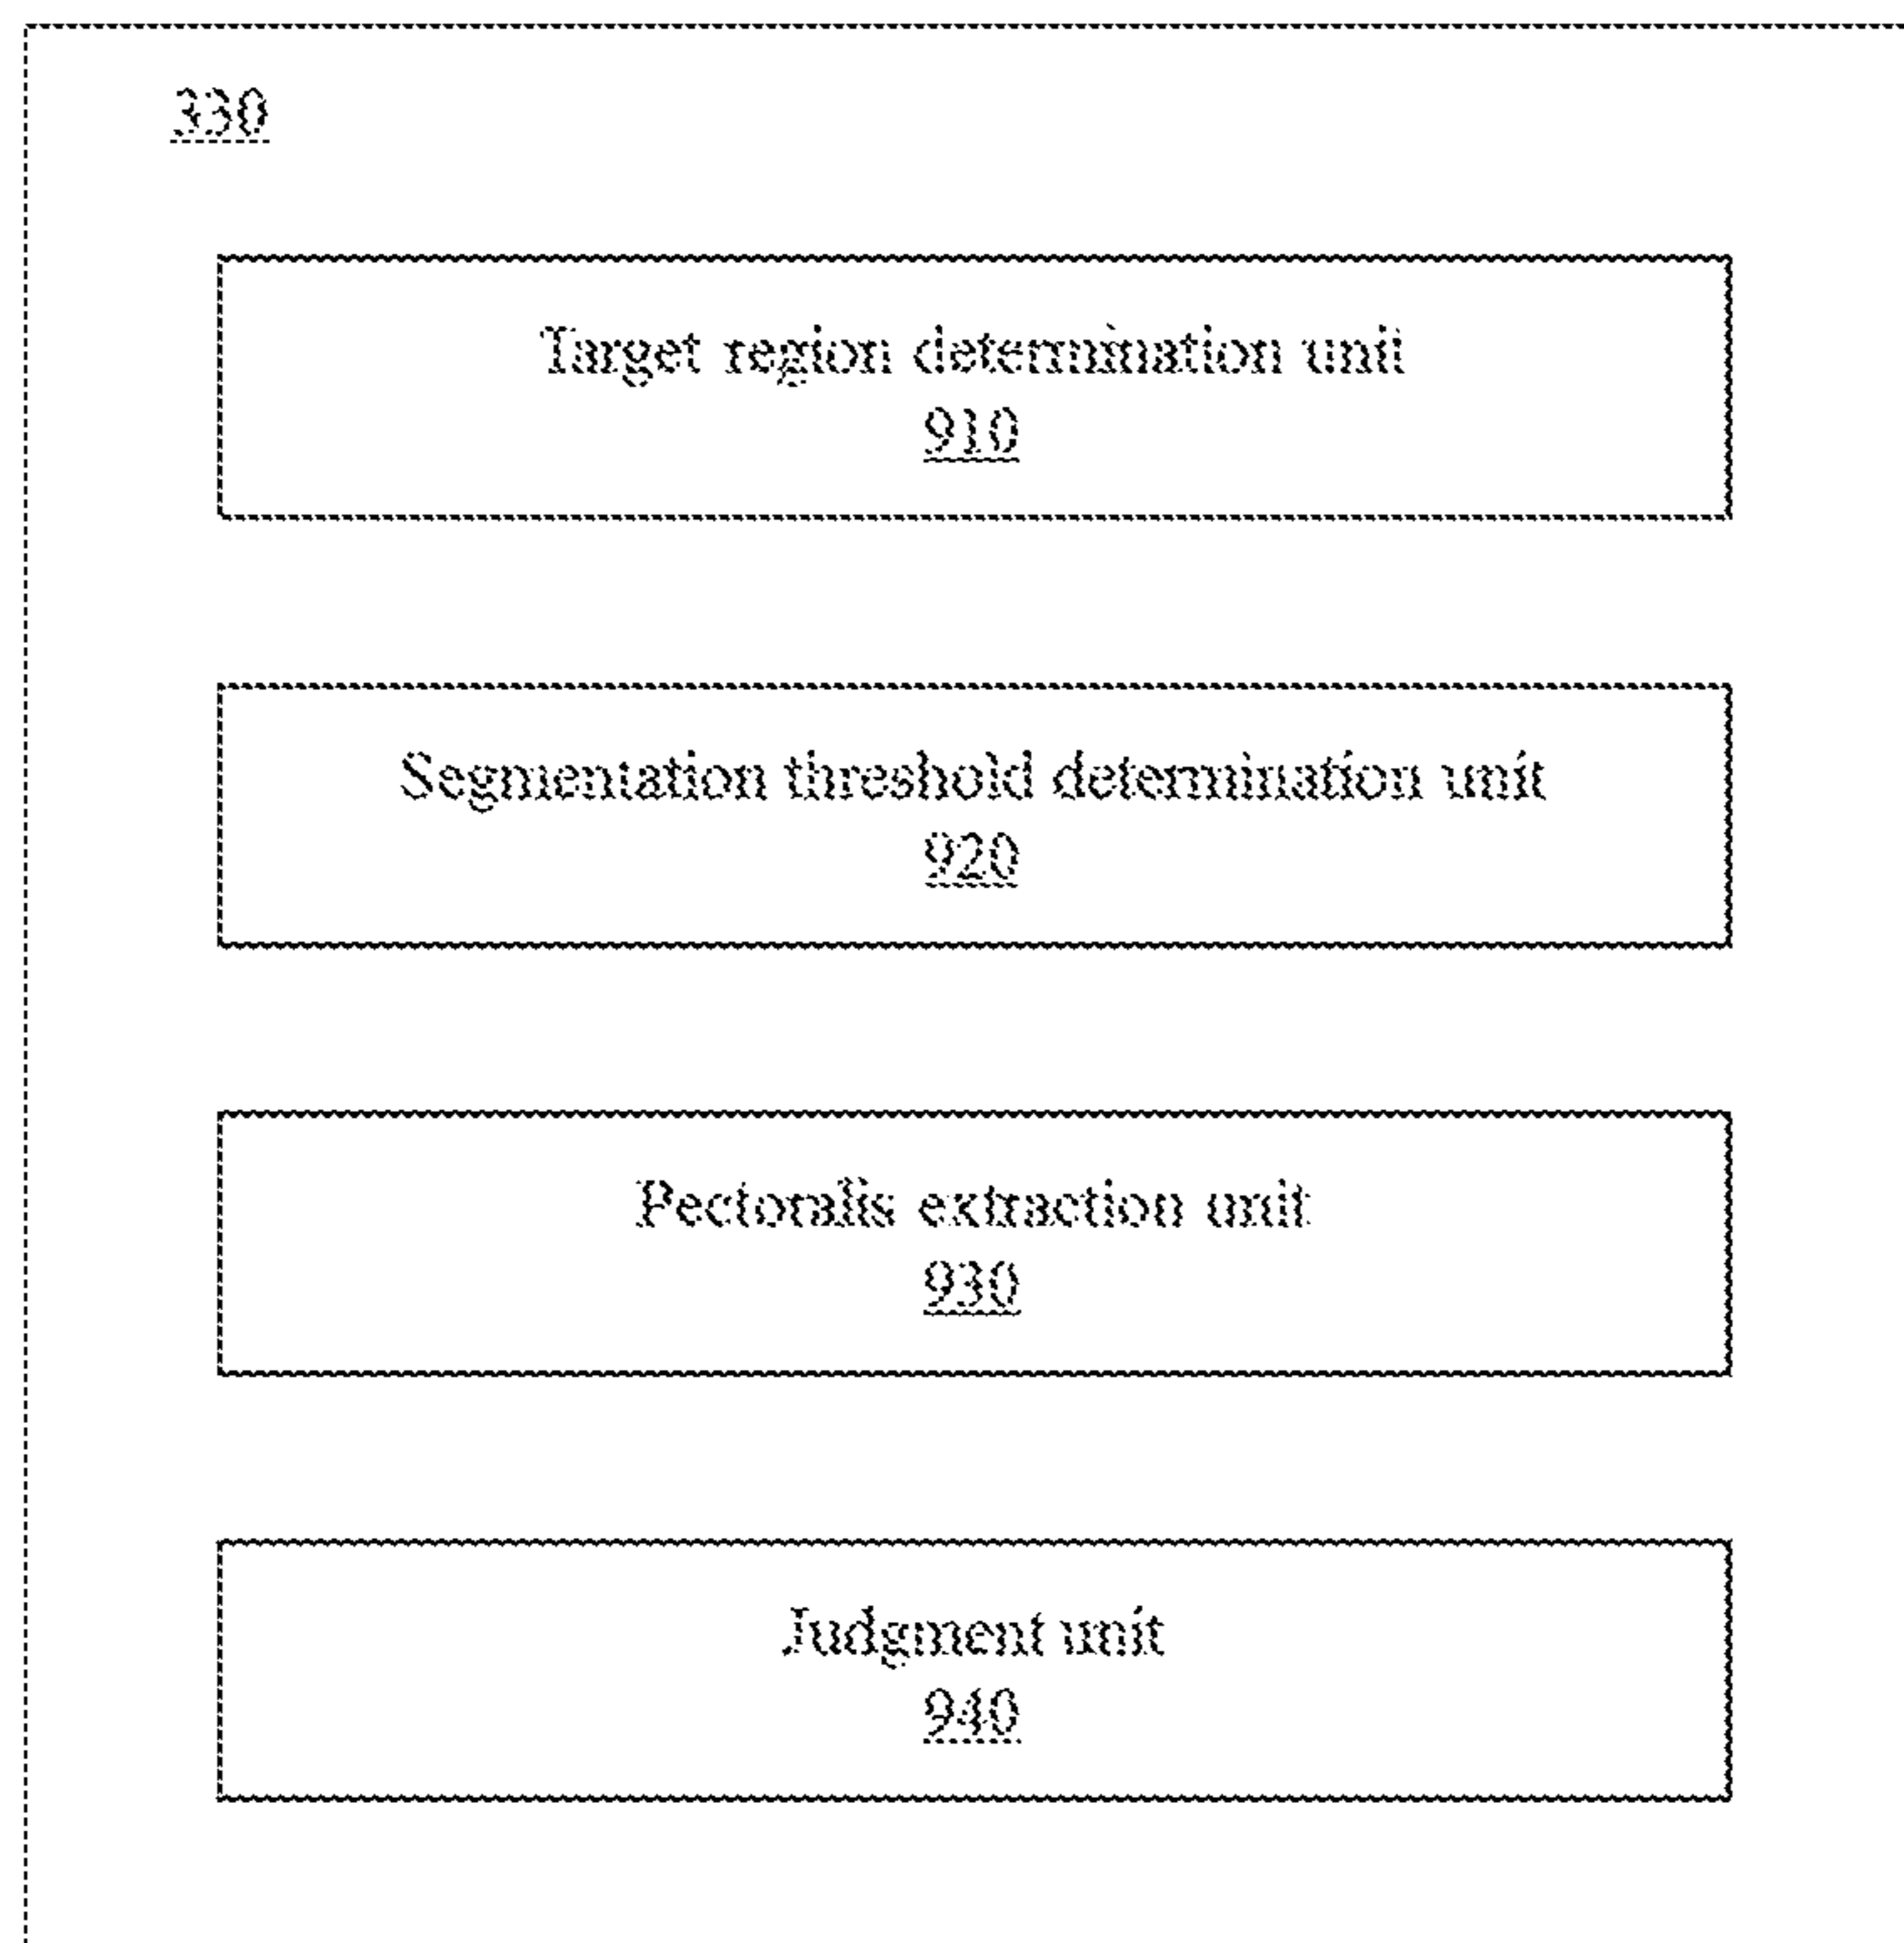 330
Target region determination unit
910
Segmentation threshold determination unit
920
Pectoralis extraction unit
930
Judgment unit
940